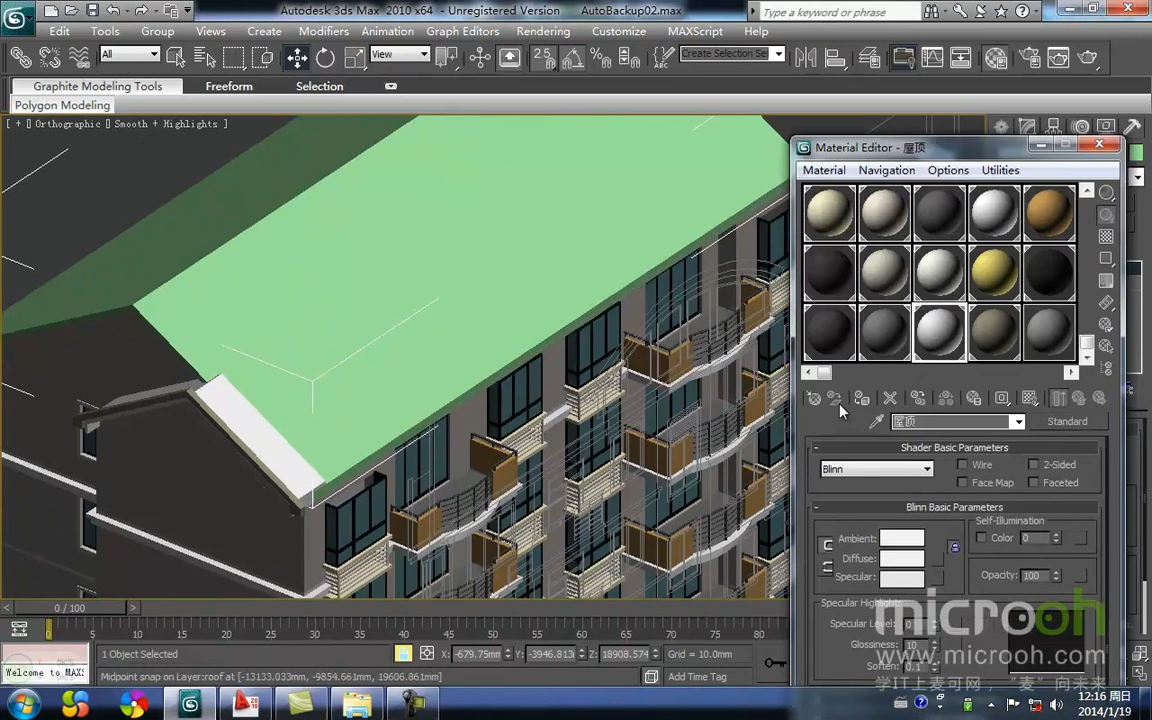 Autodesk 3ds Max 2010 x64 - Unregistered Version AutoBackup02.max
Type a keyword or phrase
Edit Tools Group Views Create Modifiers Animation Graph Editors Rendering Customize MAXScript Help
All
View
2.5
Create Selection Se
Graphite Modeling Tools Freeform Selection
Polygon Modeling
[ + ] Orthographic [ Smooth + Highlights ]
Material Editor - 屋顶
Material Navigation Options Utilities
屋顶
Standard
Shader Basic Parameters
Blinn
Wire 2-Sided
Face Map Faceted
Blinn Basic Parameters
Self-Illumination
Ambient: Color 0
Diffuse:
Specular: Opacity: 100
Specular Highlights
Specular Level: 0
Glossiness: 10
Soften: 0.1
microoh
www.microoh.com
学IT上麦可网，“麦”向未来
0 / 100
0 5 10 15 20 25 30 35 40 45 50 55 60 65 70 75 80
1 Object Selected
X: -679.75mm Y: -3946.813 Z: 18908.574 Grid = 10.0mm
Welcome to MAX:
Midpoint snap on Layer:roof at [-13133.033mm, -9854.661mm, 19606.861mm]
Add Time Tag
12:16 周日
2014/1/19